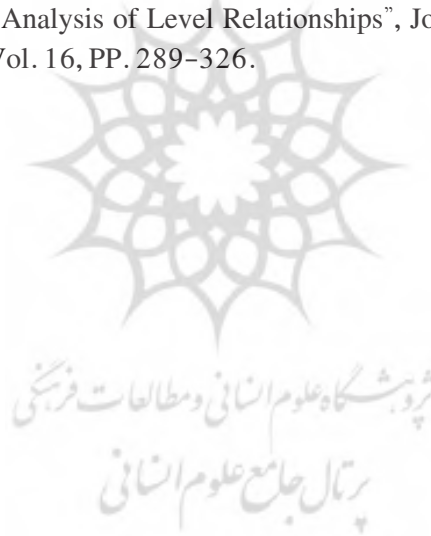 Analysis of Level Relationships”, Jo
Vol. 16, PP. 289–326.
پژوهشگاه علوم انسانی و مطالعات فرهنگی
پرتال جامع علوم انسانی